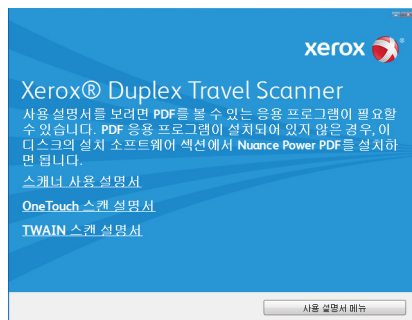 xerox
Xerox® Duplex Travel Scanner
사용 설명서를 보려면 PDF를 볼 수 있는 응용 프로그램이 필요할
수 있습니다. PDF 응용 프로그램이 설치되어 있지 않은 경우, 이
디스크의 설치 소프트웨어 섹션에서 Nuance Power PDF를 설치하
면 됩니다.
스캐너 사용 설명서
OneTouch 스캔 설명서
TWAIN 스캔 설명서
사용 설명서 메뉴